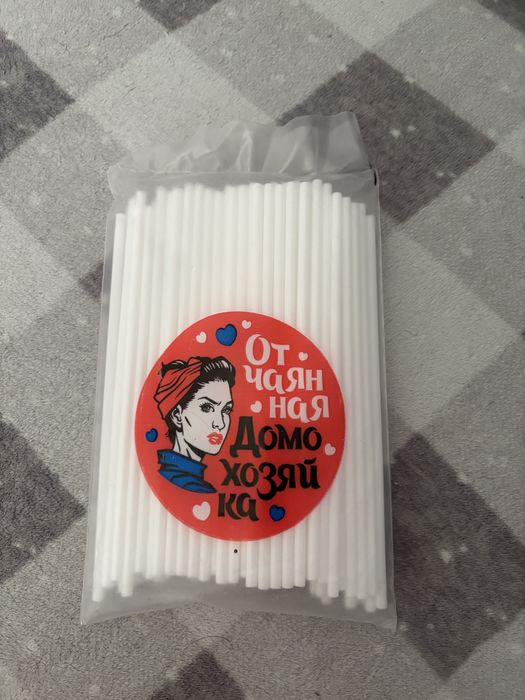 От
чаян
ная
Домо
хозяй
ка